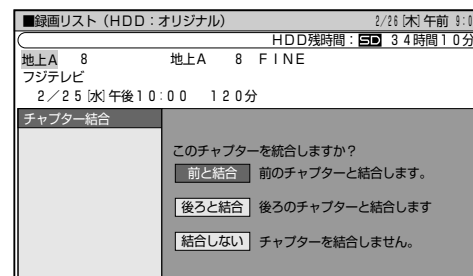 ■録画リスト（HDD：オリジナル） 2/26[木]午前 9:0
HDD残時間：SD 34時間10分
地上A 8 地上A 8 FINE
フジテレビ
2／25[水]午後10:00 120分
チャプター結合
このチャプターを統合しますか？
前と結合 前のチャプターと結合します。
後ろと結合 後ろのチャプターと結合します
結合しない チャプターを結合しません。